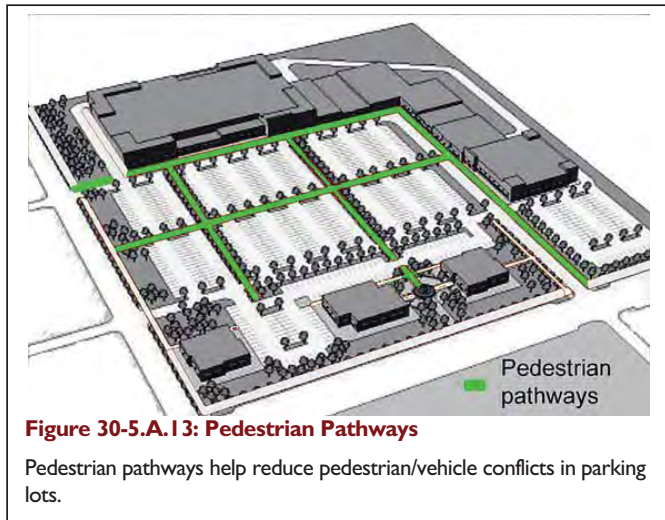 Pedestrian
pathways
Figure 30-5.A.13: Pedestrian Pathways
Pedestrian pathways help reduce pedestrian/vehicle conflicts in parking
lots.